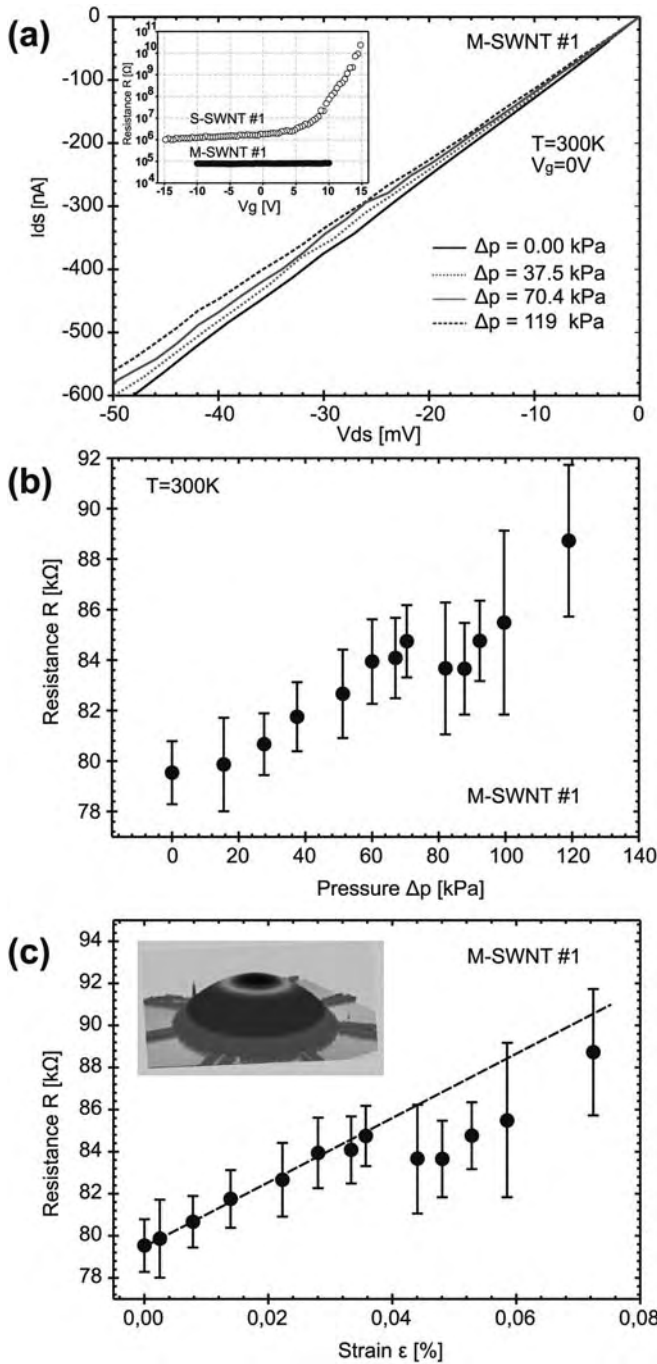 (a)
M-SWNT #1
T=300K
Vg=0V
Δp = 0.00 kPa
Δp = 37.5 kPa
Δp = 70.4 kPa
Δp = 119 kPa
Ids [nA]
0
-100
-200
-300
-400
-500
-600
-50
-40
-30
-20
-10
0
Vds [mV]
Resistance R [Ω]
10¹¹
10¹⁰
10⁹
10⁸
10⁷
10⁶
10⁵
10⁴
S-SWNT #1
M-SWNT #1
-15
-10
-5
0
5
10
15
Vg [V]
(b)
T=300K
M-SWNT #1
Resistance R [kΩ]
92
90
88
86
84
82
80
78
0
20
40
60
80
100
120
140
Pressure Δp [kPa]
(c)
M-SWNT #1
Resistance R [kΩ]
94
92
90
88
86
84
82
80
78
0,00
0,02
0,04
0,06
0,08
Strain ε [%]